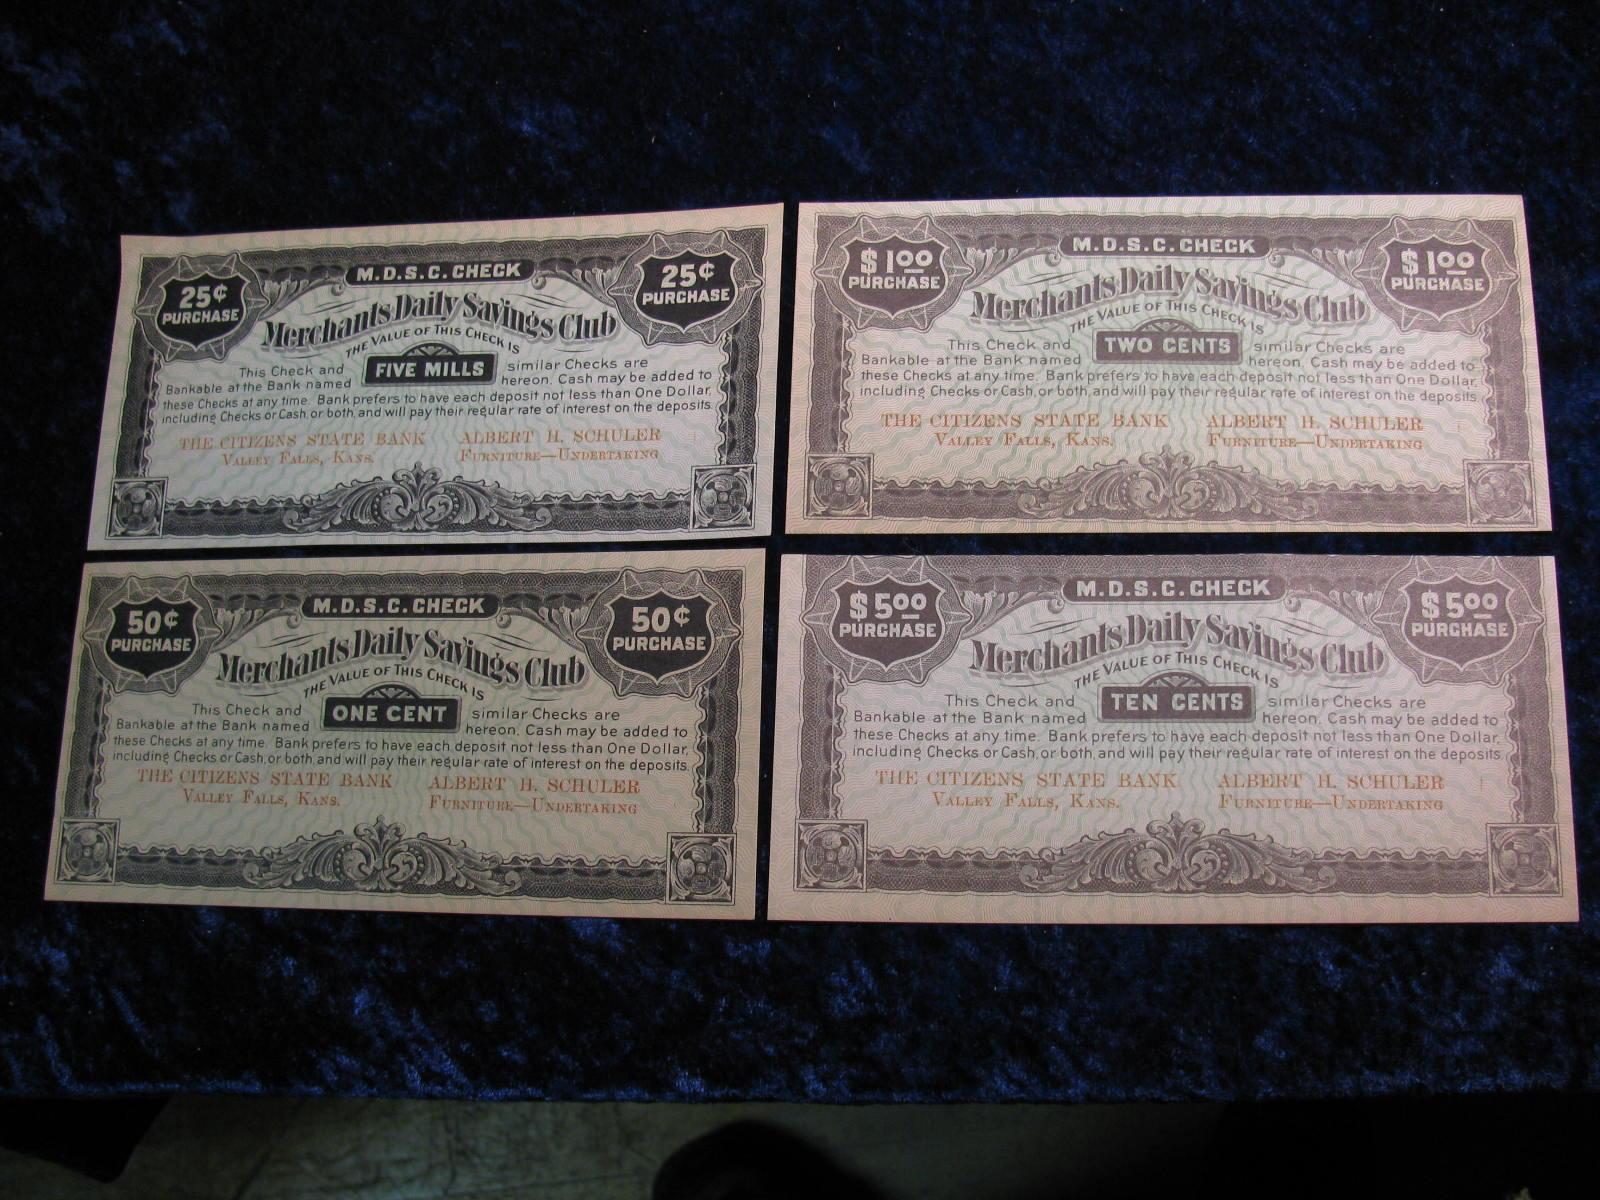 M.D.S.C. CHECK
25¢ PURCHASE
25¢ PURCHASE
Merchants Daily Savings Club
THE VALUE OF THIS CHECK IS
FIVE MILLS
This Check and similar Checks are
Bankable at the Bank named hereon. Cash may be added to
these Checks at any time. Bank prefers to have each deposit not less than One Dollar,
including Checks or Cash, or both, and will pay their regular rate of interest on the deposits.
THE CITIZENS STATE BANK ALBERT H. SCHULER
VALLEY FALLS, KANS. FURNITURE—UNDERTAKING
M.D.S.C. CHECK
$1.00 PURCHASE
$1.00 PURCHASE
Merchants Daily Savings Club
THE VALUE OF THIS CHECK IS
TWO CENTS
This Check and similar Checks are
Bankable at the Bank named hereon. Cash may be added to
these Checks at any time. Bank prefers to have each deposit not less than One Dollar,
including Checks or Cash, or both, and will pay their regular rate of interest on the deposits.
THE CITIZENS STATE BANK ALBERT H. SCHULER
VALLEY FALLS, KANS. FURNITURE—UNDERTAKING
M.D.S.C. CHECK
50¢ PURCHASE
50¢ PURCHASE
Merchants Daily Savings Club
THE VALUE OF THIS CHECK IS
ONE CENT
This Check and similar Checks are
Bankable at the Bank named hereon. Cash may be added to
these Checks at any time. Bank prefers to have each deposit not less than One Dollar,
including Checks or Cash, or both, and will pay their regular rate of interest on the deposits.
THE CITIZENS STATE BANK ALBERT H. SCHULER
VALLEY FALLS, KANS. FURNITURE—UNDERTAKING
M.D.S.C. CHECK
$5.00 PURCHASE
$5.00 PURCHASE
Merchants Daily Savings Club
THE VALUE OF THIS CHECK IS
TEN CENTS
This Check and similar Checks are
Bankable at the Bank named hereon. Cash may be added to
these Checks at any time. Bank prefers to have each deposit not less than One Dollar,
including Checks or Cash, or both, and will pay their regular rate of interest on the deposits.
THE CITIZENS STATE BANK ALBERT H. SCHULER
VALLEY FALLS, KANS. FURNITURE—UNDERTAKING